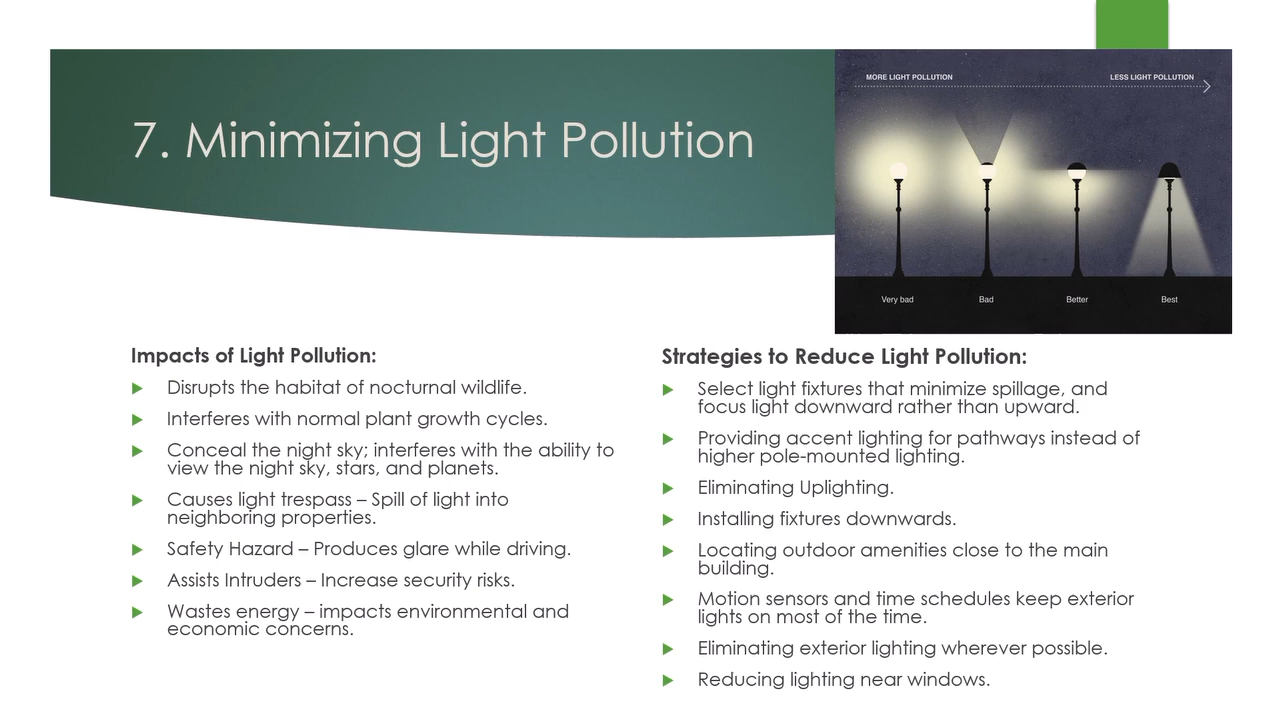 7. Minimizing Light Pollution
MORE LIGHT POLLUTION
LESS LIGHT POLLUTION
Very bad
Bad
Better
Best
Impacts of Light Pollution:
Disrupts the habitat of nocturnal wildlife.
Interferes with normal plant growth cycles.
Conceal the night sky; interferes with the ability to
view the night sky, stars, and planets.
Causes light trespass – Spill of light into
neighboring properties.
Safety Hazard – Produces glare while driving.
Assists Intruders – Increase security risks.
Wastes energy – impacts environmental and
economic concerns.
Strategies to Reduce Light Pollution:
Select light fixtures that minimize spillage, and
focus light downward rather than upward.
Providing accent lighting for pathways instead of
higher pole-mounted lighting.
Eliminating Uplighting.
Installing fixtures downwards.
Locating outdoor amenities close to the main
building.
Motion sensors and time schedules keep exterior
lights on most of the time.
Eliminating exterior lighting wherever possible.
Reducing lighting near windows.